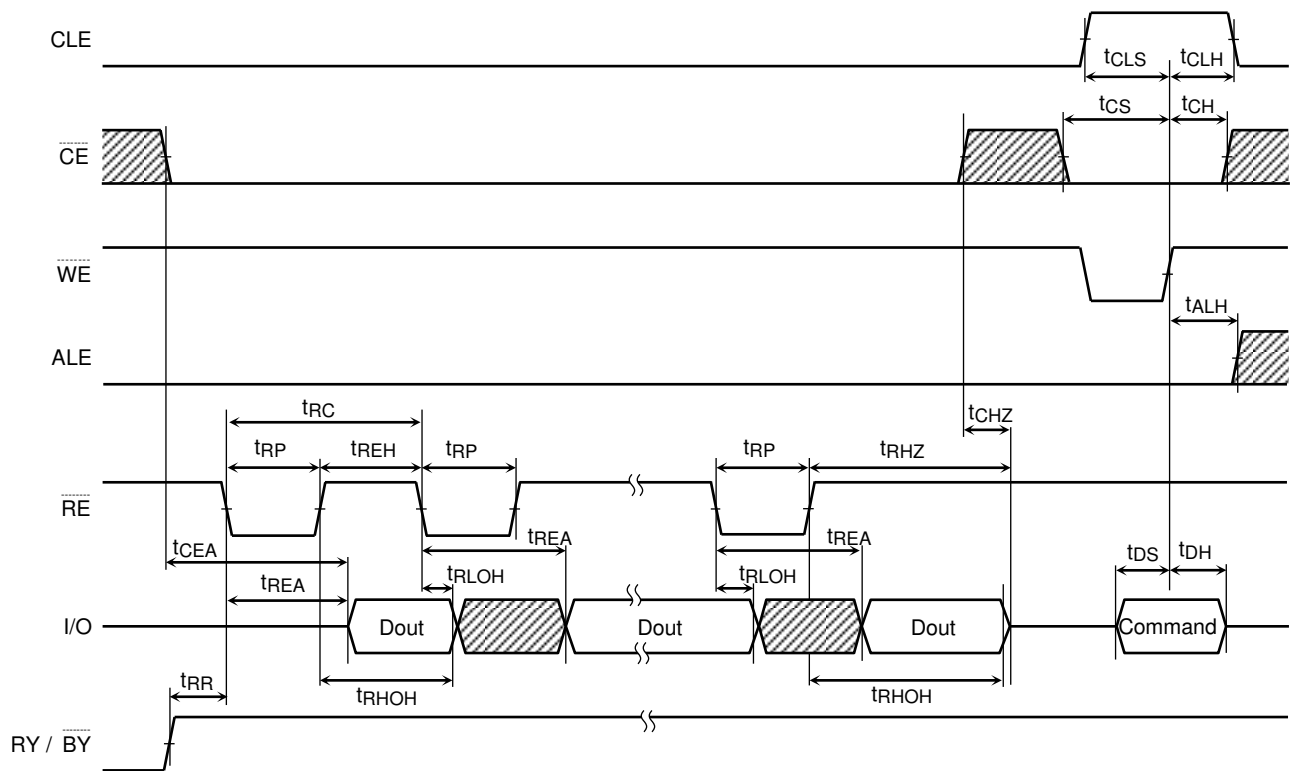 CLE
tCLS
tCLH
tCS
tCH
CE
WE
tALH
ALE
tRC
tCHZ
tRP
tREH
tRP
tRP
tRHZ
RE
tCEA
tREA
tREA
tDS
tDH
tREA
tRLOH
tRLOH
I/O
Dout
Dout
Dout
Command
tRR
tRHOH
tRHOH
RY / BY